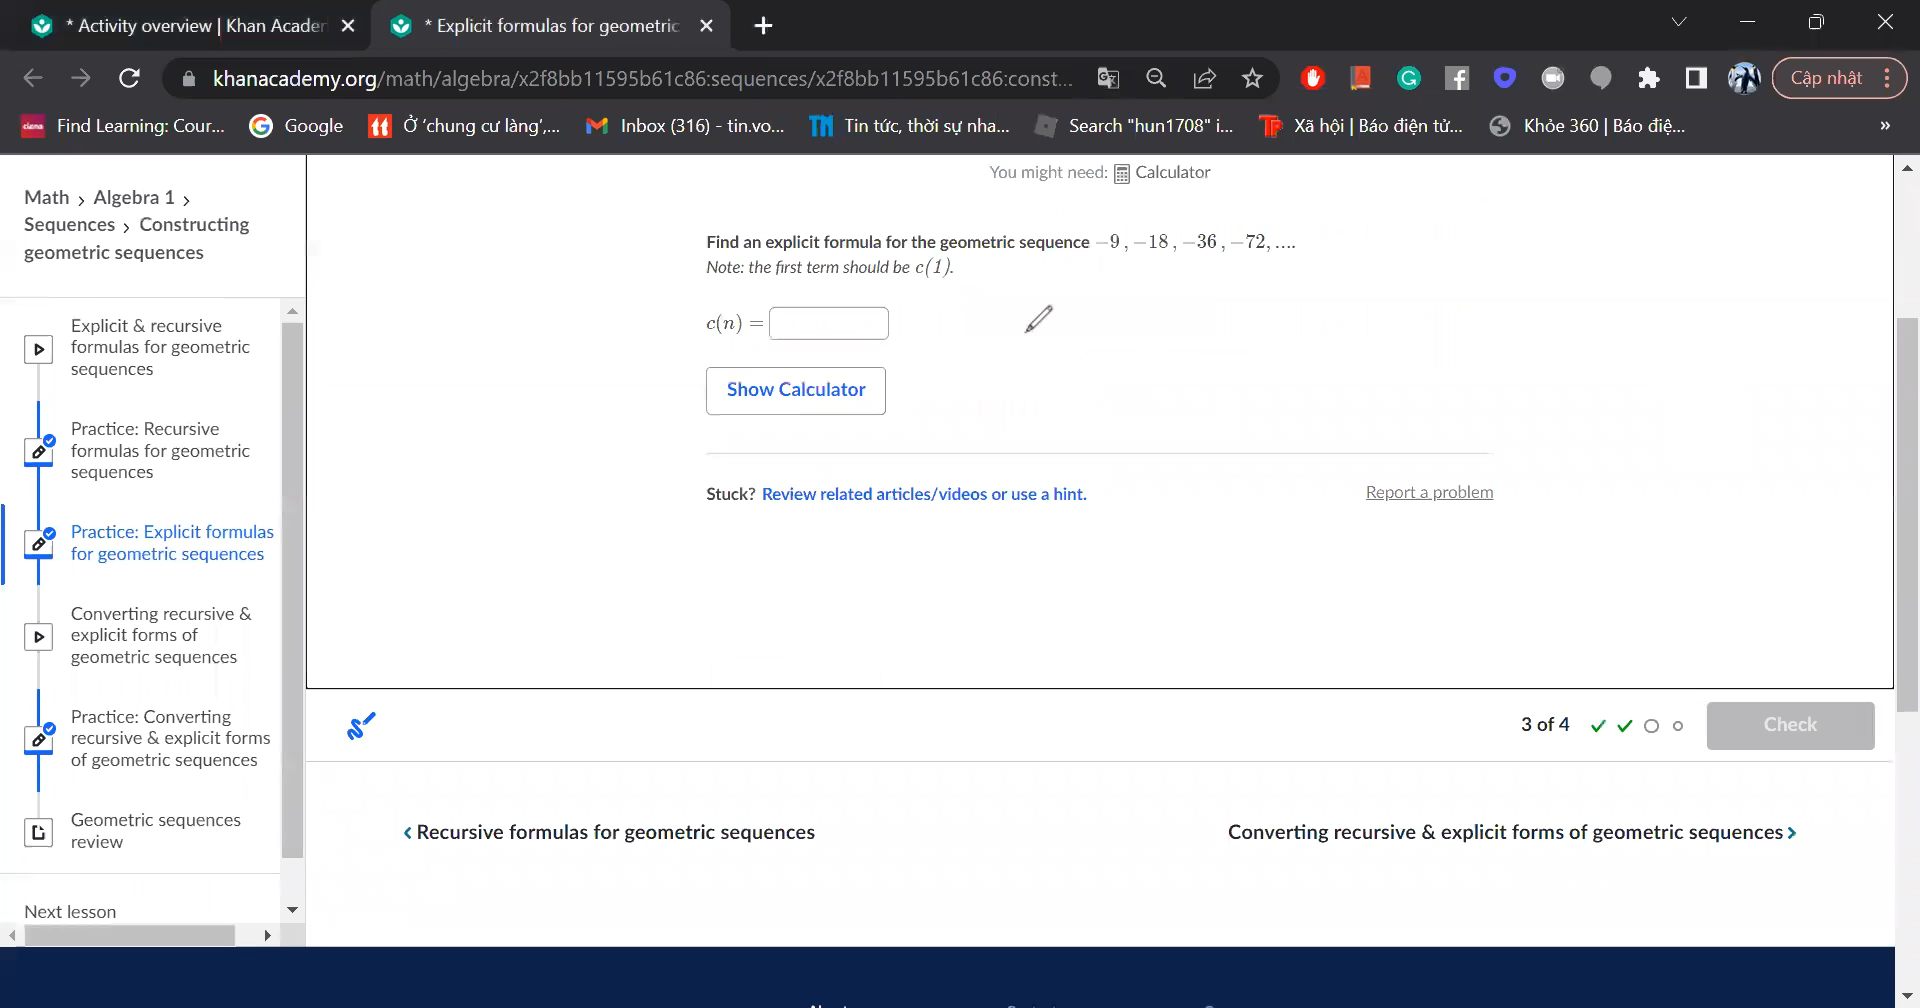 * Activity overview | Khan Acader
* Explicit formulas for geometric
khanacademy.org/math/algebra/x2f8bb11595b61c86:sequences/x2f8bb11595b61c86:const...
Cập nhật
ciena Find Learning: Cour...
Google
Ở 'chung cư làng',...
Inbox (316) - tin.vo...
Tin tức, thời sự nha...
Search "hun1708" i...
Xã hội | Báo điện tử...
Khỏe 360 | Báo điệ...
»
Math > Algebra 1 >
Sequences > Constructing
geometric sequences
Explicit & recursive
formulas for geometric
sequences
Practice: Recursive
formulas for geometric
sequences
Practice: Explicit formulas
for geometric sequences
Converting recursive &
explicit forms of
geometric sequences
Practice: Converting
recursive & explicit forms
of geometric sequences
Geometric sequences
review
Next lesson
You might need: Calculator
Find an explicit formula for the geometric sequence −9 , −18 , −36 , −72, ....
Note: the first term should be c(1).
c(n) =
Show Calculator
Stuck? Review related articles/videos or use a hint.
Report a problem
3 of 4
Check
‹ Recursive formulas for geometric sequences
Converting recursive & explicit forms of geometric sequences ›